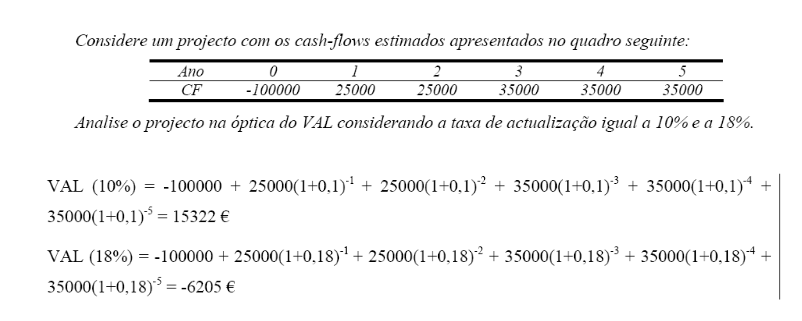 Considere um projecto com os cash-flows estimados apresentados no quadro seguinte:
Ano 0 1 2 3 4 5
CF -100000 25000 25000 35000 35000 35000
Analise o projecto na óptica do VAL considerando a taxa de actualização igual a 10% e a 18%.
VAL (10%) = -100000 + 25000(1+0,1)⁻¹ + 25000(1+0,1)⁻² + 35000(1+0,1)⁻³ + 35000(1+0,1)⁻⁴ +
35000(1+0,1)⁻⁵ = 15322 €
VAL (18%) = -100000 + 25000(1+0,18)⁻¹ + 25000(1+0,18)⁻² + 35000(1+0,18)⁻³ + 35000(1+0,18)⁻⁴ +
35000(1+0,18)⁻⁵ = -6205 €